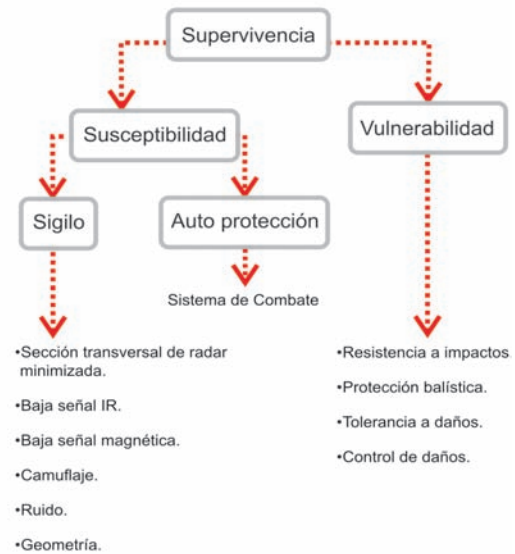 Supervivencia
Susceptibilidad
Vulnerabilidad
Sigilo
Auto protección
Sistema de Combate
•Sección transversal de radar
minimizada.
•Baja señal IR.
•Baja señal magnética.
•Camuflaje.
•Ruido.
•Geometría.
•Resistencia a impactos
•Protección balística.
•Tolerancia a daños.
•Control de daños.